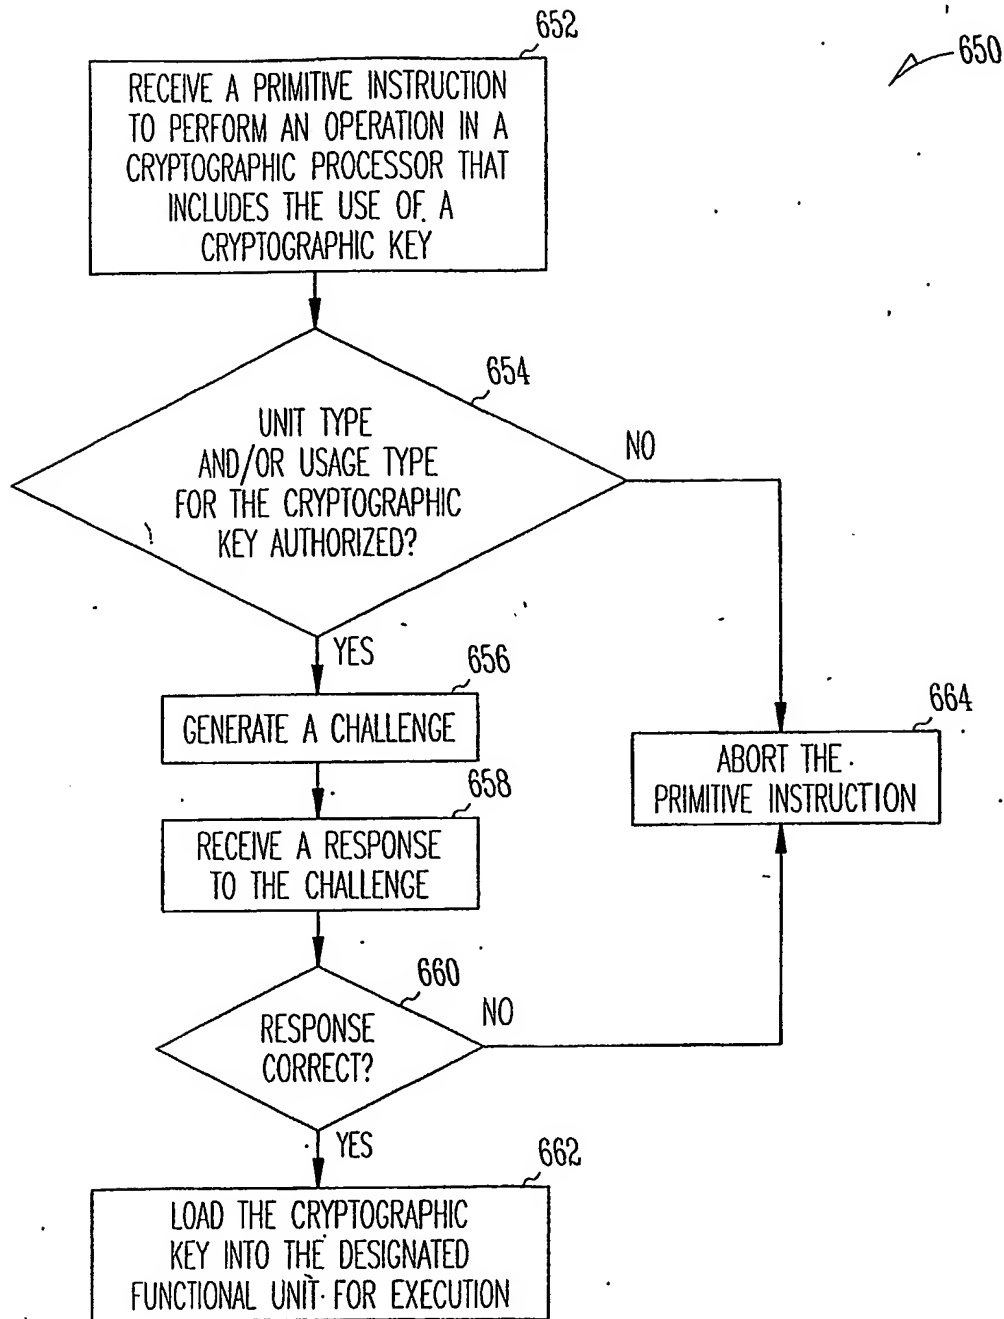 652
650
RECEIVE A PRIMITIVE INSTRUCTION
TO PERFORM AN OPERATION IN A
CRYPTOGRAPHIC PROCESSOR THAT
INCLUDES THE USE OF A
CRYPTOGRAPHIC KEY
654
UNIT TYPE
AND/OR USAGE TYPE
FOR THE CRYPTOGRAPHIC
KEY AUTHORIZED?
NO
YES
656
GENERATE A CHALLENGE
664
ABORT THE
PRIMITIVE INSTRUCTION
658
RECEIVE A RESPONSE
TO THE CHALLENGE
660
RESPONSE
CORRECT?
NO
YES
662
LOAD THE CRYPTOGRAPHIC
KEY INTO THE DESIGNATED
FUNCTIONAL UNIT FOR EXECUTION